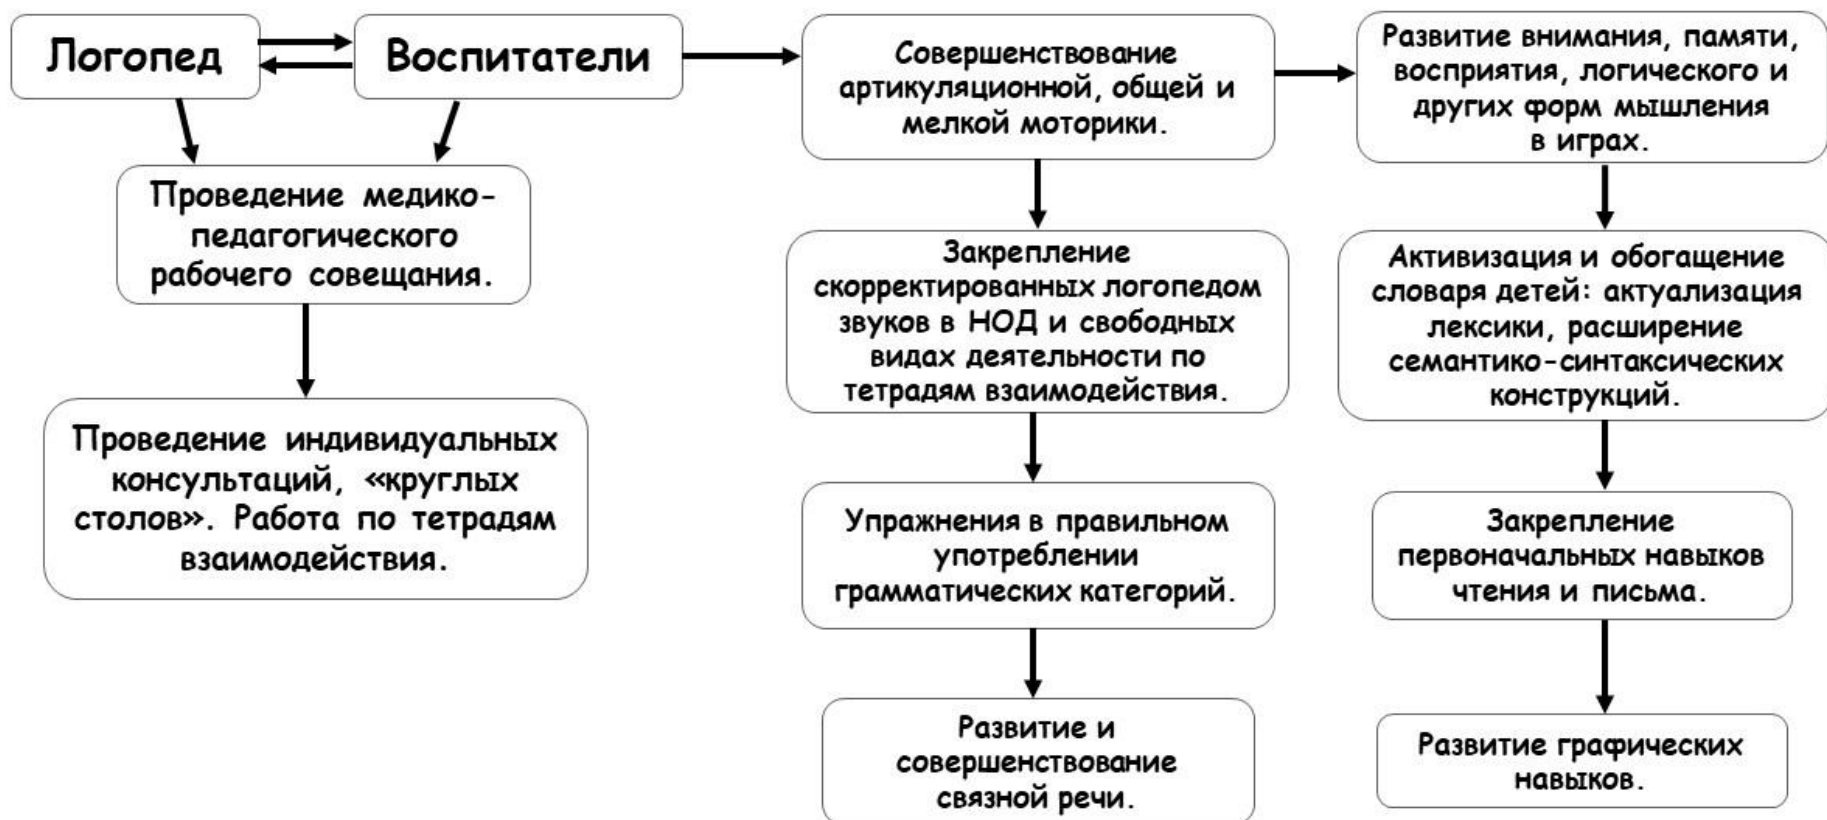 Логопед
Воспитатели
Проведение медико-
педагогического
рабочего совещания.
Проведение индивидуальных
консультаций, «круглых
столов». Работа по тетрадям
взаимодействия.
Совершенствование
артикуляционной, общей и
мелкой моторики.
Закрепление
скорректированных логопедом
звуков в НОД и свободных
видах деятельности по
тетрадям взаимодействия.
Упражнения в правильном
употреблении
грамматических категорий.
Развитие и
совершенствование
связной речи.
Развитие внимания, памяти,
восприятия, логического и
других форм мышления
в играх.
Активизация и обогащение
словаря детей: актуализация
лексики, расширение
семантико-синтаксических
конструкций.
Закрепление
первоначальных навыков
чтения и письма.
Развитие графических
навыков.